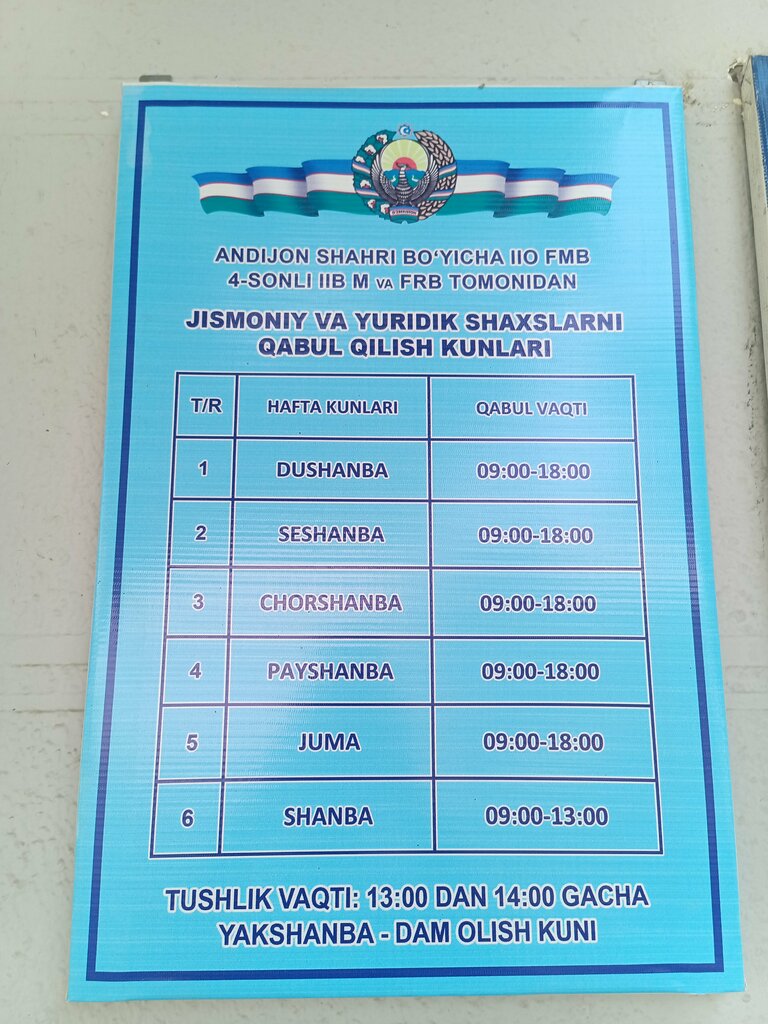 ANDIJON SHAHRI BO‘YICHA IIO FMB
4-SONLI IIB M VA FRB TOMONIDAN
JISMONIY VA YURIDIK SHAXSLARNI
QABUL QILISH KUNLARI
T/R HAFTA KUNLARI QABUL VAQTI
1 DUSHANBA 09:00-18:00
2 SESHANBA 09:00-18:00
3 CHORSHANBA 09:00-18:00
4 PAYSHANBA 09:00-18:00
5 JUMA 09:00-18:00
6 SHANBA 09:00-13:00
TUSHLIK VAQTI: 13:00 DAN 14:00 GACHA
YAKSHANBA - DAM OLISH KUNI